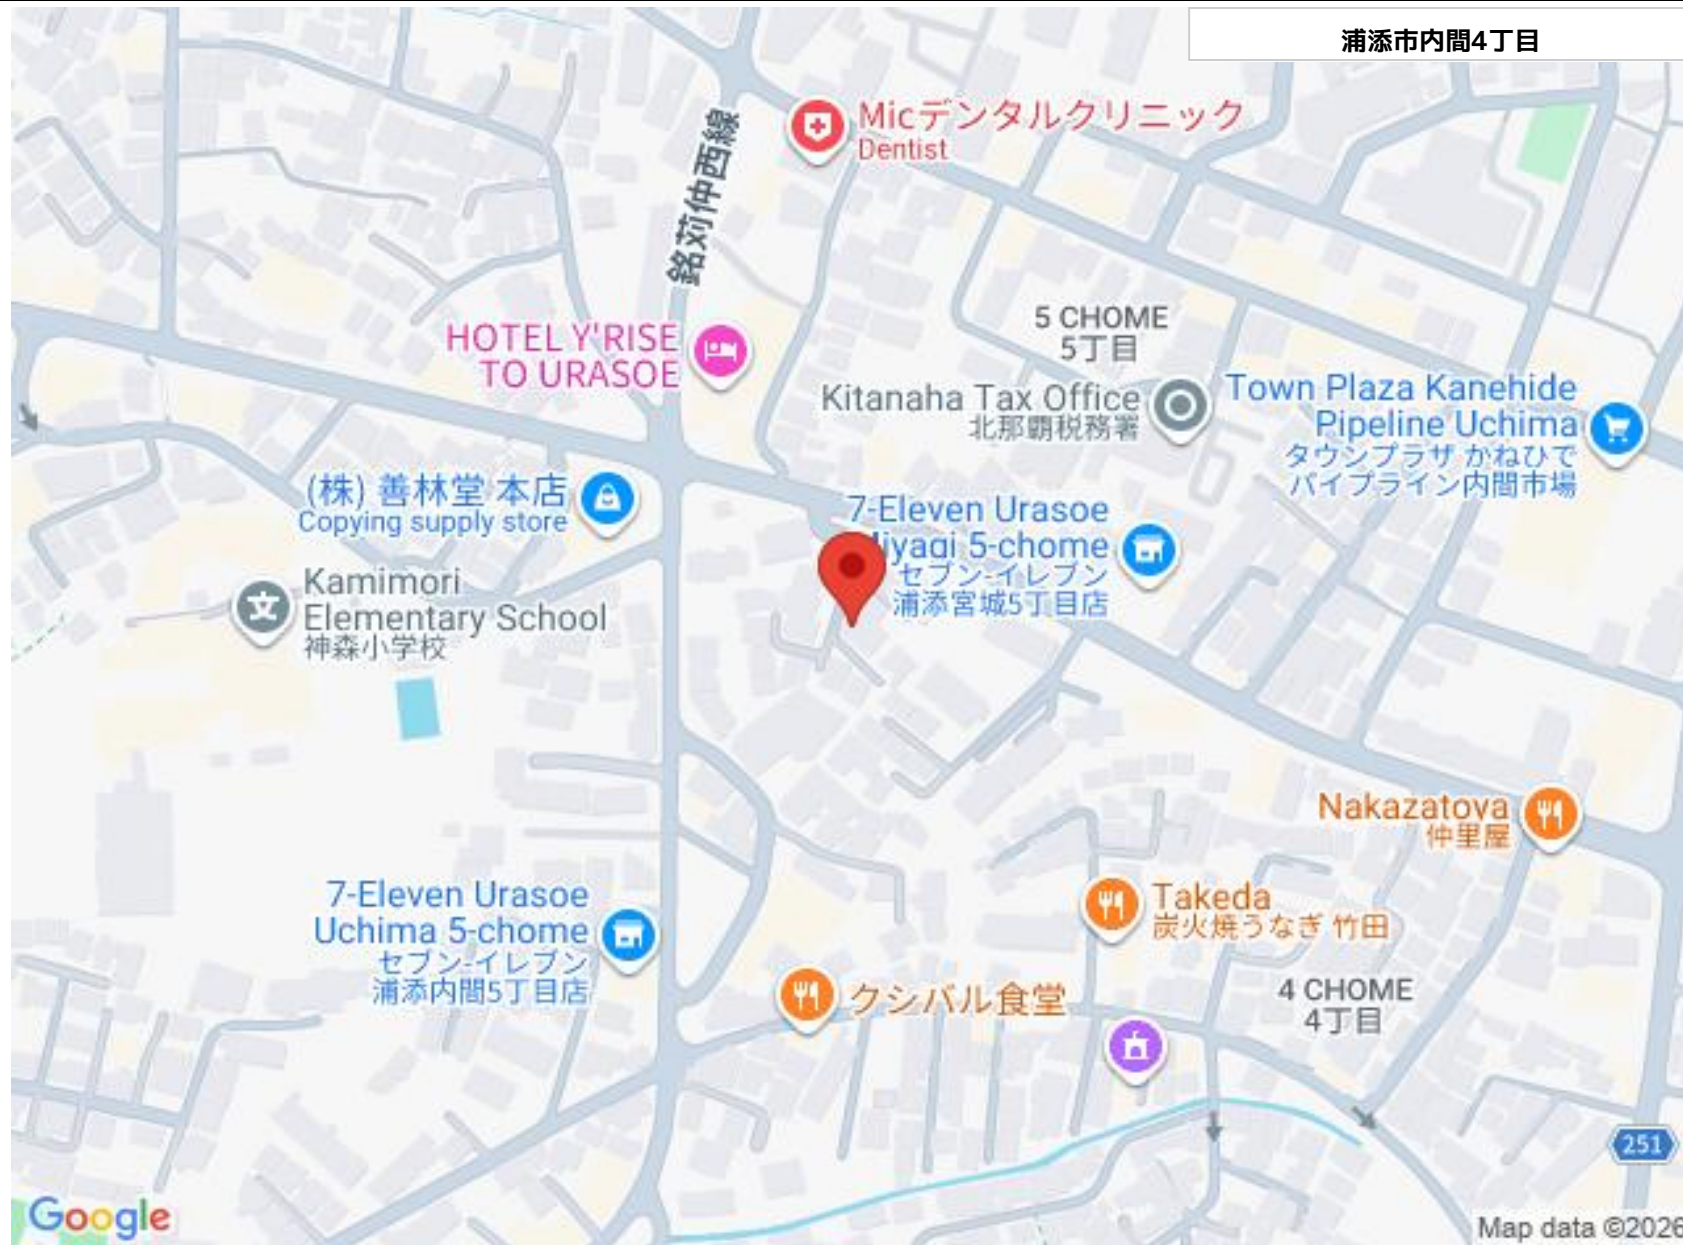 浦添市内間4丁目
Micデンタルクリニック
Dentist
銘苅仲西線
5 CHOME
5丁目
HOTEL Y'RISE
TO URASOE
Kitanaha Tax Office
北那覇税務署
Town Plaza Kanehide
Pipeline Uchima
タウンプラザ かねひで
パイプライン内間市場
(株) 善林堂 本店
Copying supply store
7-Eleven Urasoe
iyagi 5-chome
セブン-イレブン
浦添宮城5丁目店
Kamimori
Elementary School
神森小学校
Nakazatoya
仲里屋
7-Eleven Urasoe
Uchima 5-chome
セブン-イレブン
浦添内間5丁目店
Takeda
炭火焼うなぎ 竹田
クシバル食堂
4 CHOME
4丁目
251
Google
Map data ©2026